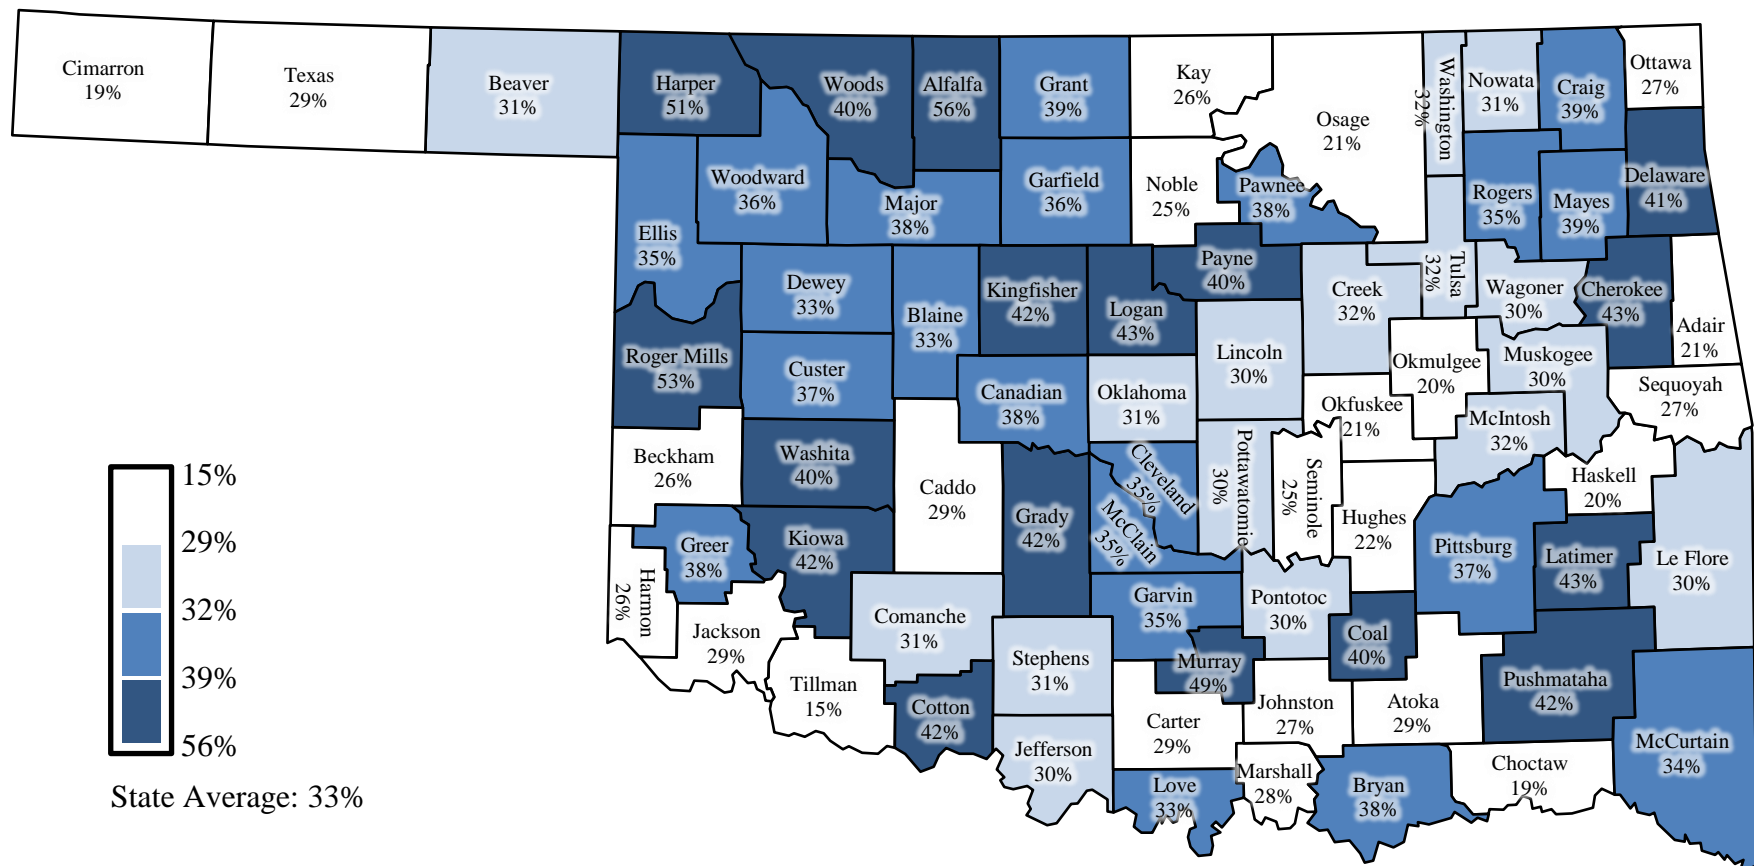 Cimarron
19%
Texas
29%
Beaver
31%
Harper
51%
Woods
40%
Alfalfa
56%
Grant
39%
Kay
26%
Osage
21%
Washington
32%
Nowata
31%
Craig
39%
Ottawa
27%
Woodward
36%
Major
38%
Garfield
36%
Noble
25%
Pawnee
38%
Rogers
35%
Mayes
39%
Delaware
41%
Ellis
35%
Dewey
33%
Blaine
33%
Kingfisher
42%
Logan
43%
Payne
40%
Creek
32%
Tulsa
32%
Wagoner
30%
Cherokee
43%
Adair
21%
Roger Mills
53%
Custer
37%
Canadian
38%
Oklahoma
31%
Lincoln
30%
Okmulgee
20%
Muskogee
30%
Sequoyah
27%
Okfuskee
21%
McIntosh
32%
Beckham
26%
Washita
40%
Caddo
29%
Grady
42%
Cleveland
35%
McClain
35%
Pottawatomie
30%
Seminole
25%
Hughes
22%
Haskell
20%
Pittsburg
37%
Latimer
43%
Le Flore
30%
Greer
38%
Kiowa
42%
Harmon
26%
Jackson
29%
Comanche
31%
Garvin
35%
Pontotoc
30%
Coal
40%
Stephens
31%
Murray
49%
Tillman
15%
Cotton
42%
Carter
29%
Johnston
27%
Atoka
29%
Pushmataha
42%
McCurtain
34%
Jefferson
30%
Love
33%
Marshall
28%
Bryan
38%
Choctaw
19%
15%
29%
32%
39%
56%
State Average: 33%